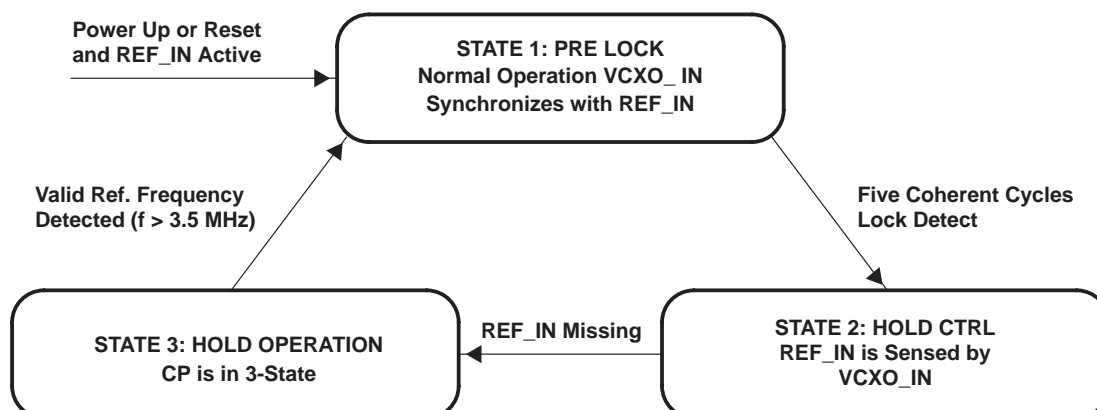 Power Up or Reset
and REF_IN Active
STATE 1: PRE LOCK
Normal Operation VCXO_ IN
Synchronizes with REF_IN
Valid Ref. Frequency
Detected (f > 3.5 MHz)
Five Coherent Cycles
Lock Detect
STATE 3: HOLD OPERATION
CP is in 3-State
REF_IN Missing
STATE 2: HOLD CTRL
REF_IN is Sensed by
VCXO_IN